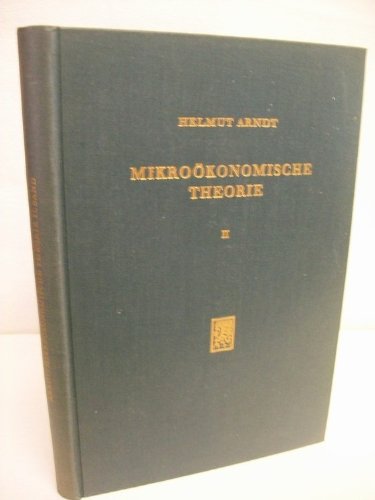 HELMUT ARNDT
MIKROÖKONOMISCHE
THEORIE
II